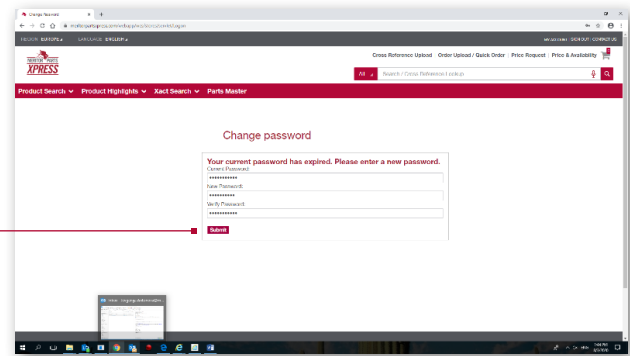 Change Password
REGION EUROPE LANGUAGE ENGLISH
SIGN OUT | CONTACT US
XPRESS
Cross Reference Upload Order Upload / Quick Order Price Request Price & Availability
All Search / Cross Reference Lookup
Product Search Product Highlights Xact Search Parts Master
Change password
Your current password has expired. Please enter a new password.
Current Password:
New Password:
Verify Password:
Submit